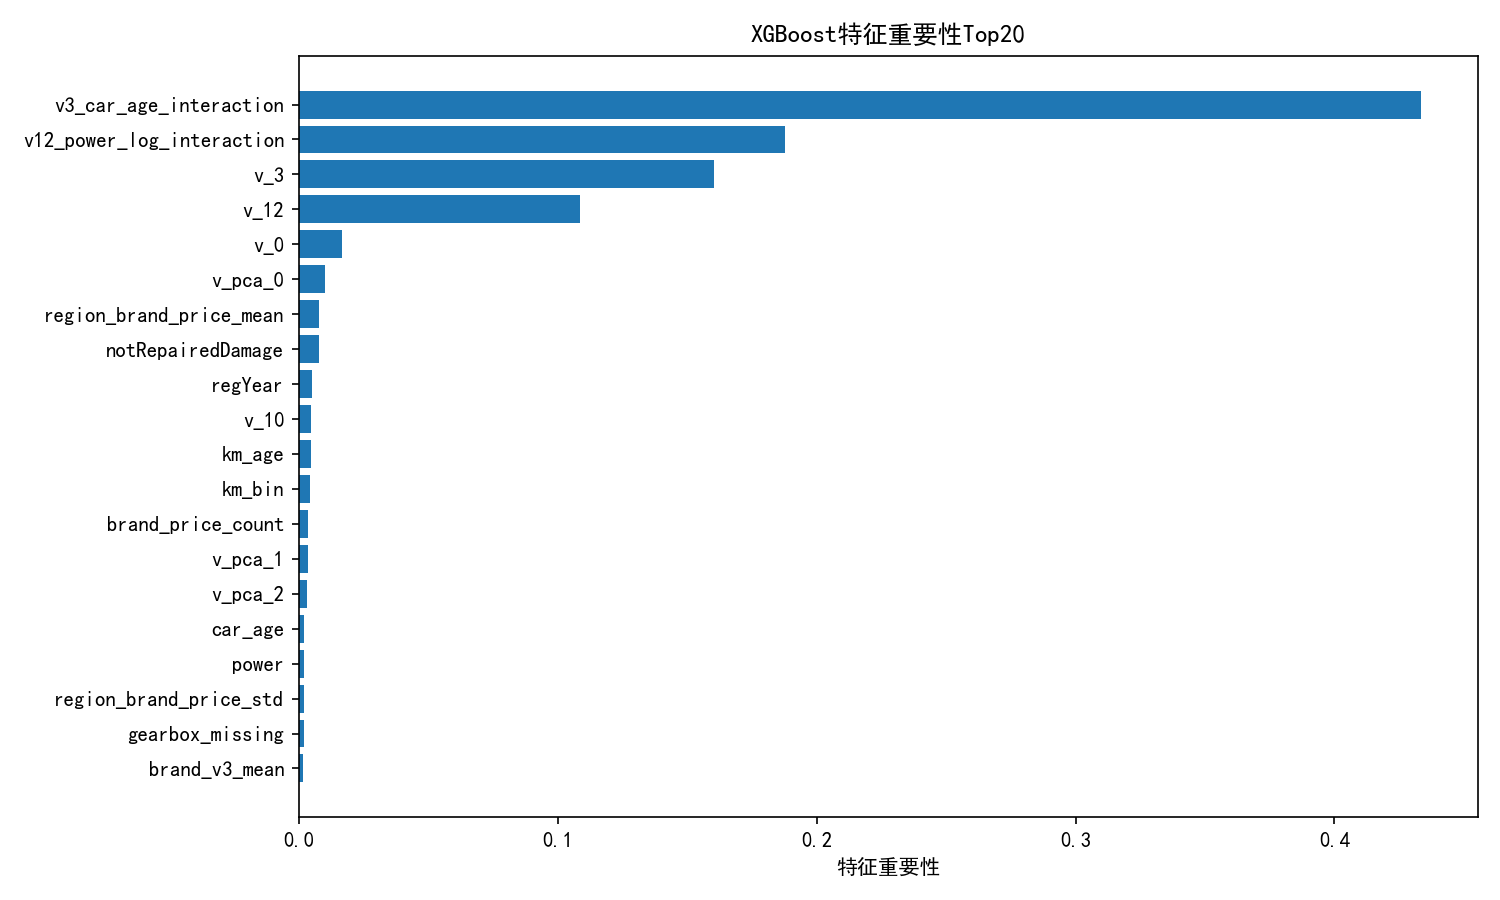 XGBoost特征重要性Top20
v3_car_age_interaction
v12_power_log_interaction
v_3
v_12
v_0
v_pca_0
region_brand_price_mean
notRepairedDamage
regYear
v_10
km_age
km_bin
brand_price_count
v_pca_1
v_pca_2
car_age
power
region_brand_price_std
gearbox_missing
brand_v3_mean
0.0 0.1 0.2 0.3 0.4
特征重要性